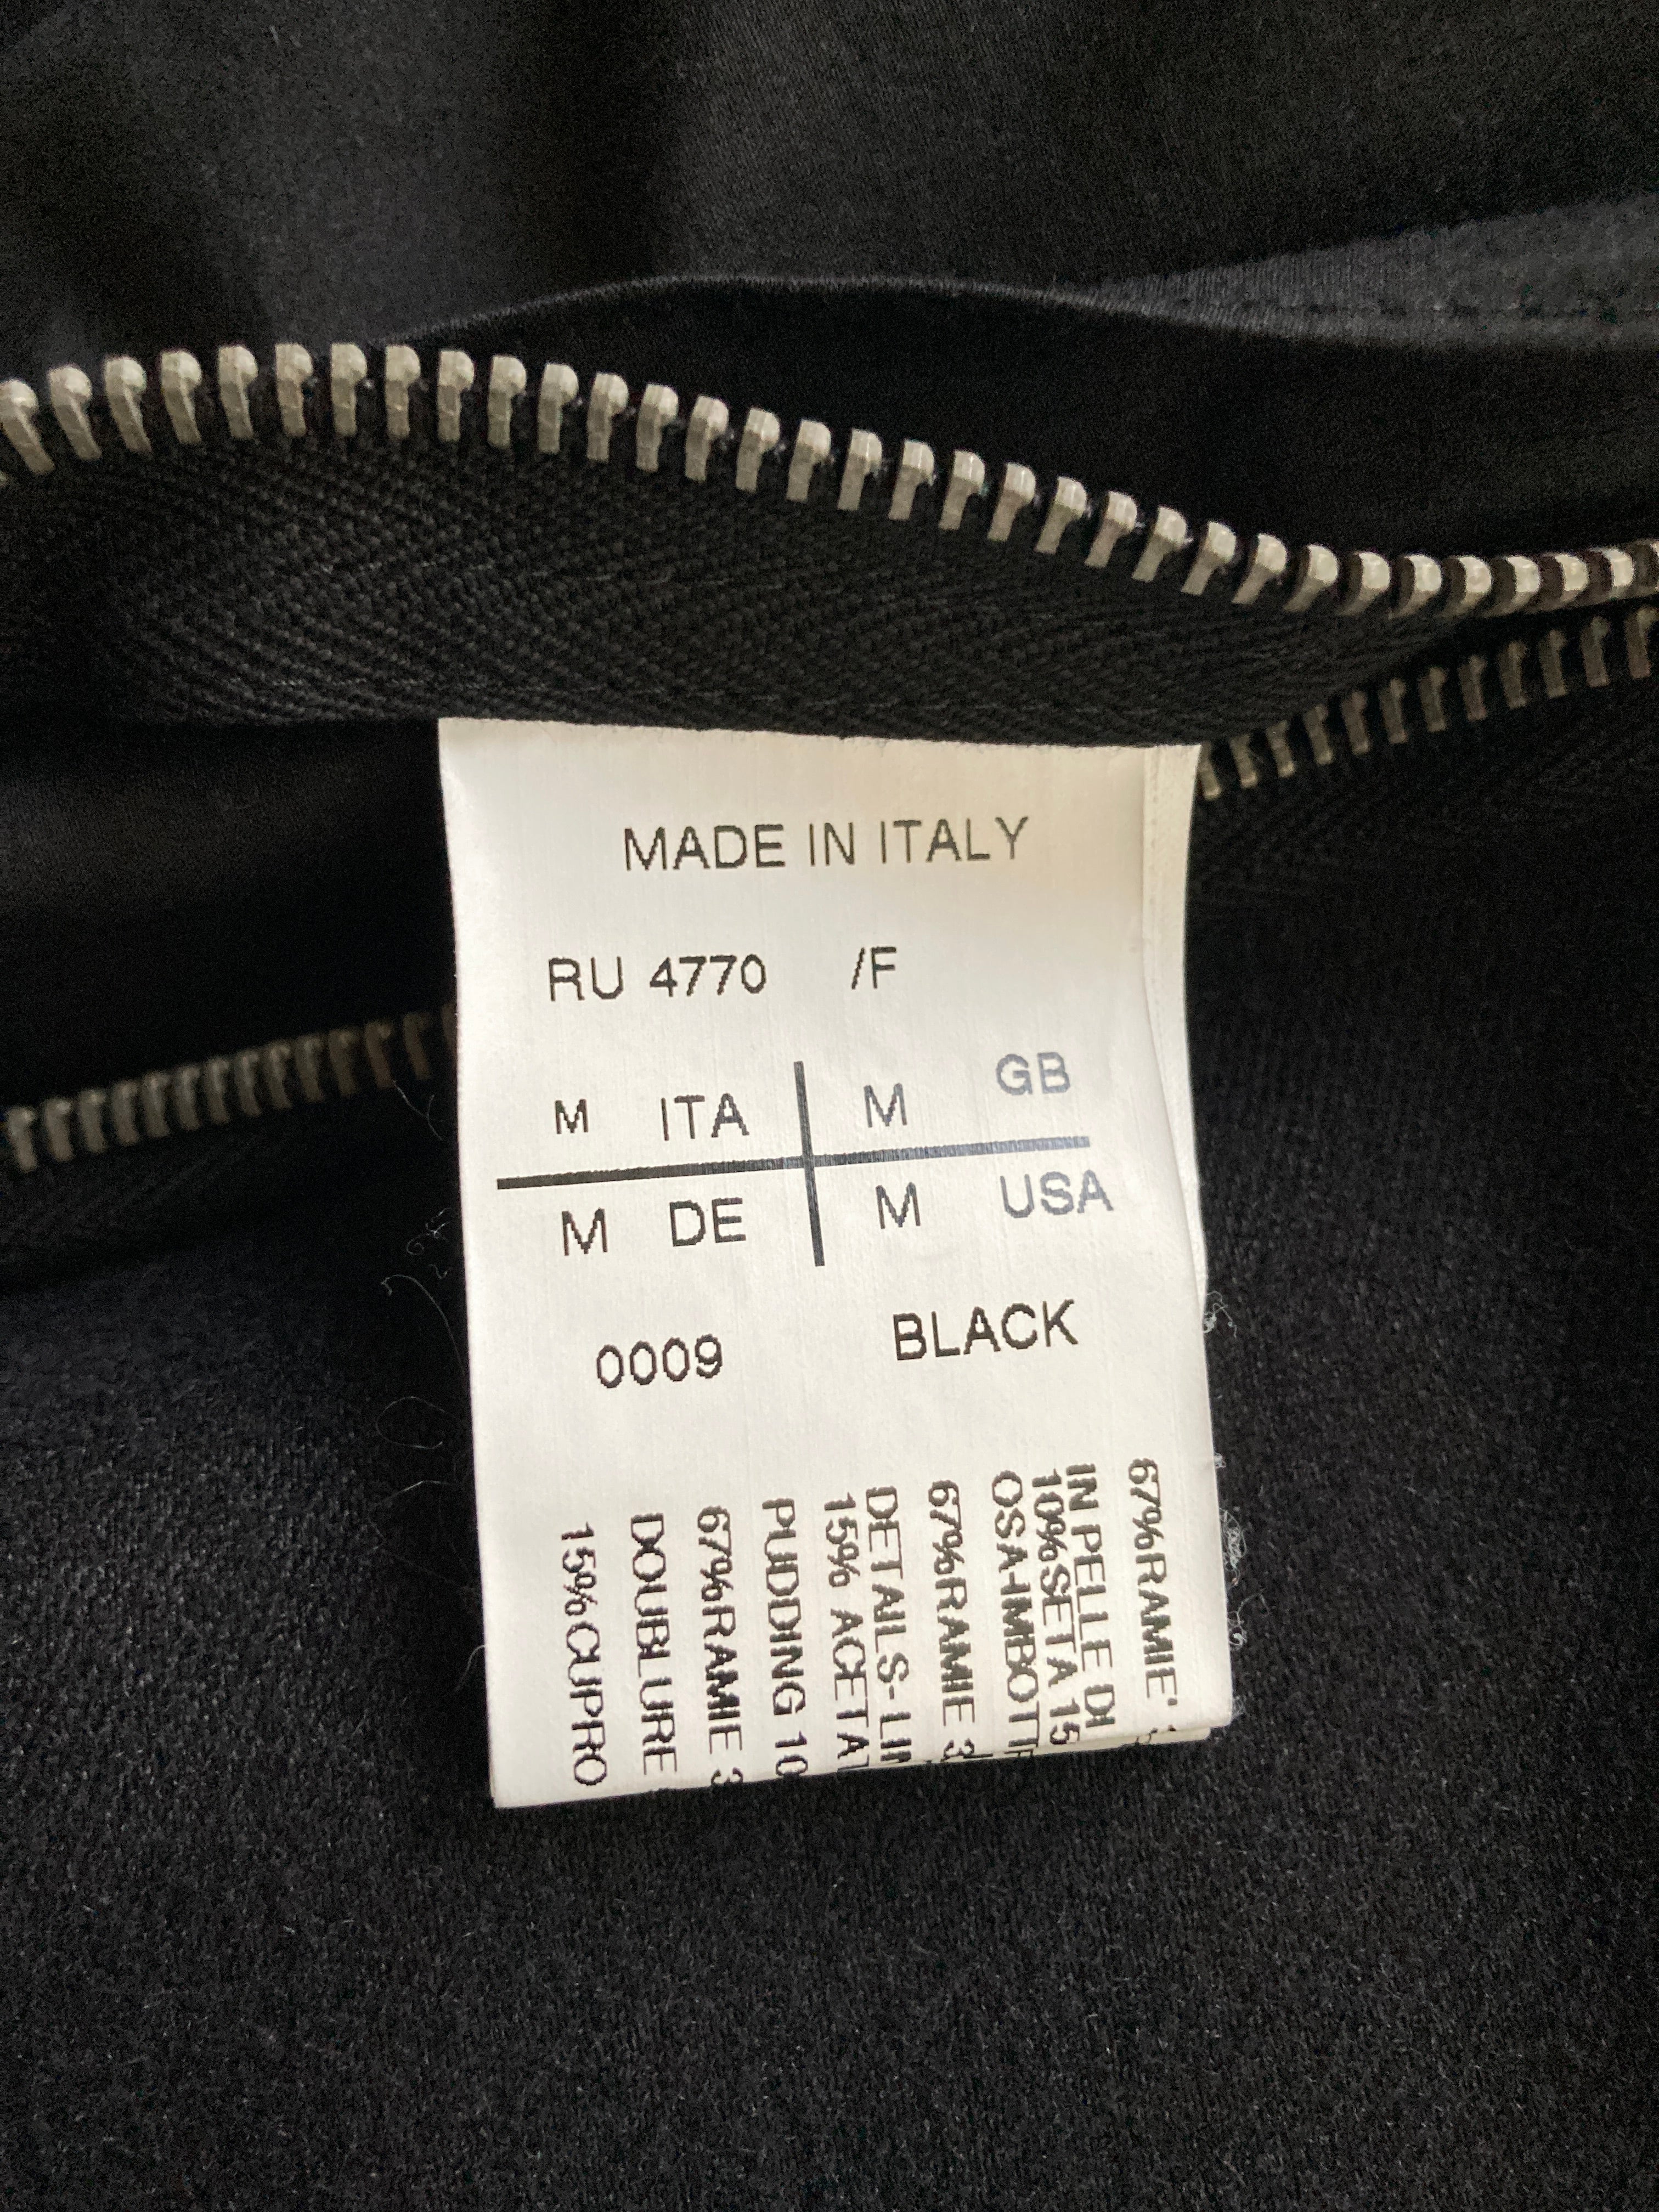 MADE IN ITALY
RU 4770 /F
M ITA M GB
M DE M USA
0009 BLACK
67%RAMIE'
IN PELLE DI
10%SETA 15
OSA-IMBOTT
67%RAMIE 3
DETAILS-LI
15% ACETA
PUDDING 10
67%RAMIE 3
DOUBLURE
15%CUPRO